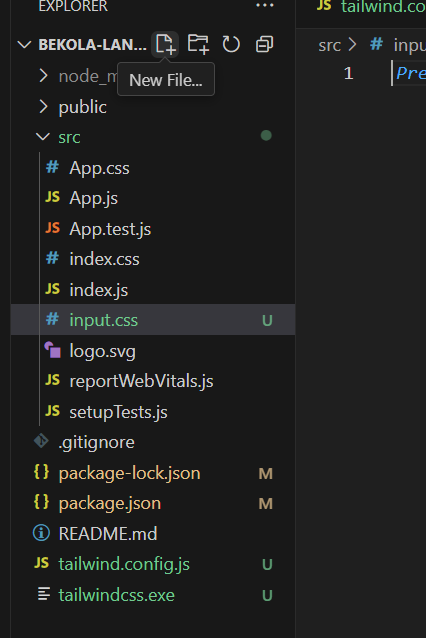 EXPLORER
tailwind.co
BEKOLA-LAN...
src > # inpu
node_m
New File...
1 Pre
public
src
# App.css
JS App.js
JS App.test.js
# index.css
JS index.js
# input.css U
logo.svg
JS reportWebVitals.js
JS setupTests.js
.gitignore
{} package-lock.json M
{} package.json M
README.md
JS tailwind.config.js U
tailwindcss.exe U